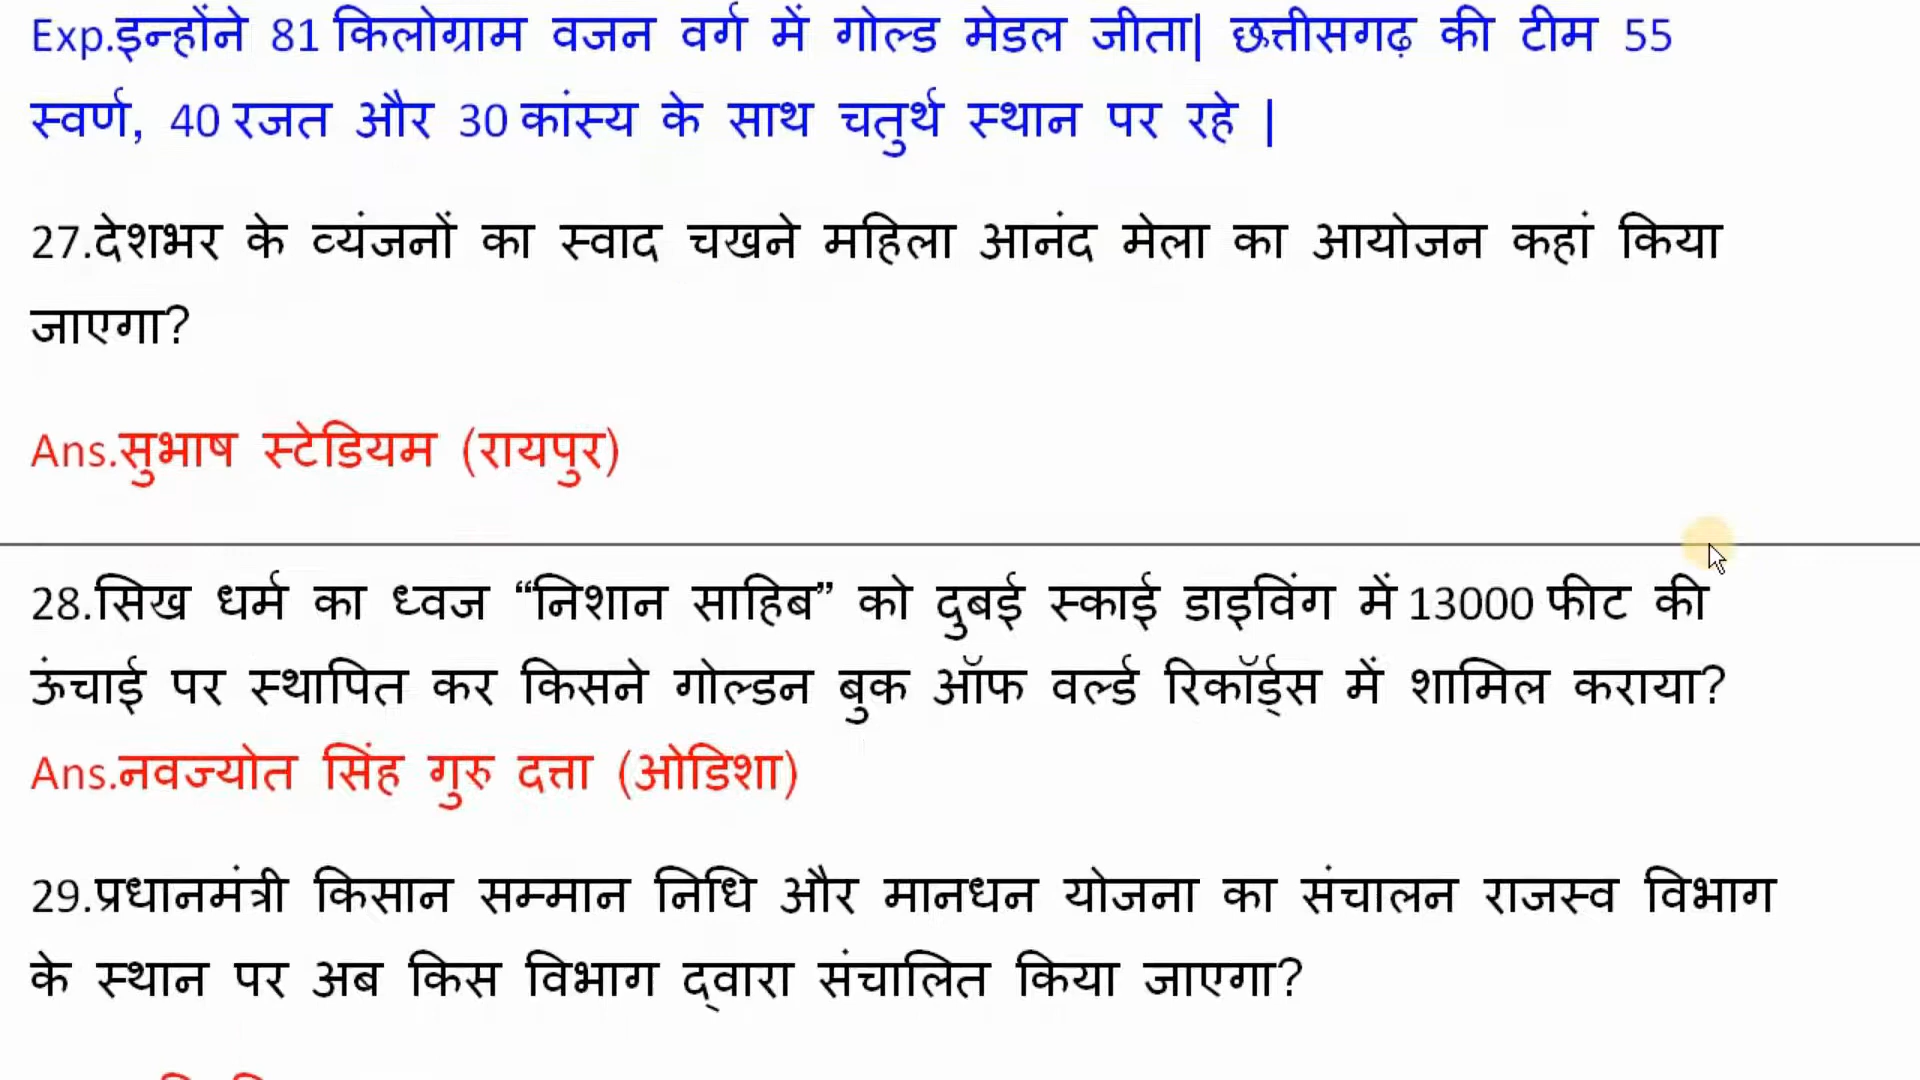 Exp.इन्होंने 81 किलोग्राम वजन वर्ग में गोल्ड मेडल जीता| छत्तीसगढ़ की टीम 55
स्वर्ण, 40 रजत और 30 कांस्य के साथ चतुर्थ स्थान पर रहे |
27.देशभर के व्यंजनों का स्वाद चखने महिला आनंद मेला का आयोजन कहां किया
जाएगा?
Ans.सुभाष स्टेडियम (रायपुर)
28.सिख धर्म का ध्वज “निशान साहिब” को दुबई स्काई डाइविंग में 13000 फीट की
ऊंचाई पर स्थापित कर किसने गोल्डन बुक ऑफ वर्ल्ड रिकॉर्ड्स में शामिल कराया?
Ans.नवज्योत सिंह गुरु दत्ता (ओडिशा)
29.प्रधानमंत्री किसान सम्मान निधि और मानधन योजना का संचालन राजस्व विभाग
के स्थान पर अब किस विभाग द्वारा संचालित किया जाएगा?